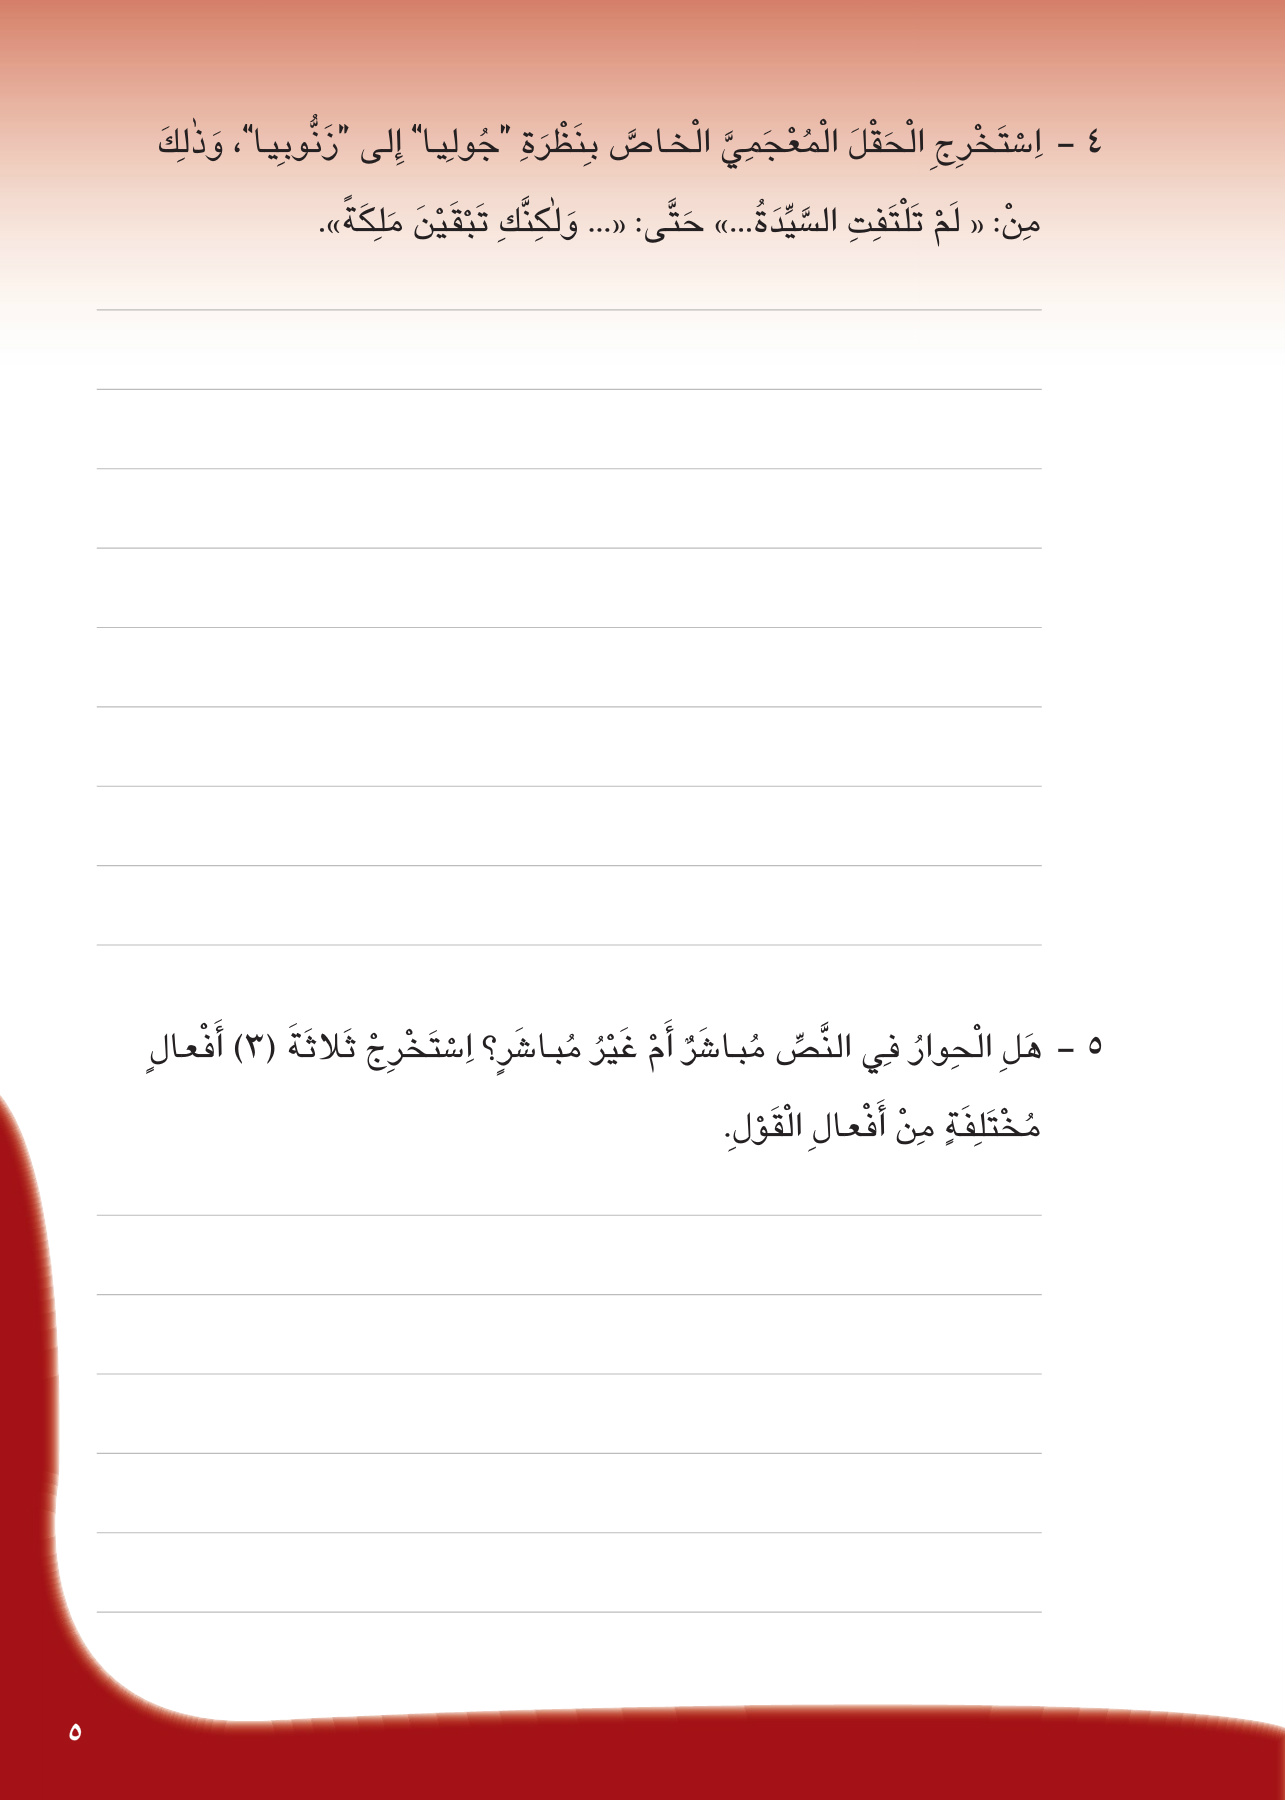 ٤ - اِسْتَخْرِجِ الْحَقْلَ الْمُعْجَمِيَّ الْخاصَّ بِنَظْرَةِ "جُولِيا" إِلى "زَنُّوبِيا"، وَذٰلِكَ
مِنْ: « لَمْ تَلْتَفِتِ السَّيِّدَةُ...» حَتَّى: «... وَلٰكِنَّكِ تَبْقَيْنَ مَلِكَةً».
٥ - هَلِ الْحِوارُ فِي النَّصِّ مُباشَرٌ أَمْ غَيْرُ مُباشَرٍ؟ اِسْتَخْرِجْ ثَلاثَةَ (٣) أَفْعالٍ
مُخْتَلِفَةٍ مِنْ أَفْعالِ الْقَوْلِ.
٥